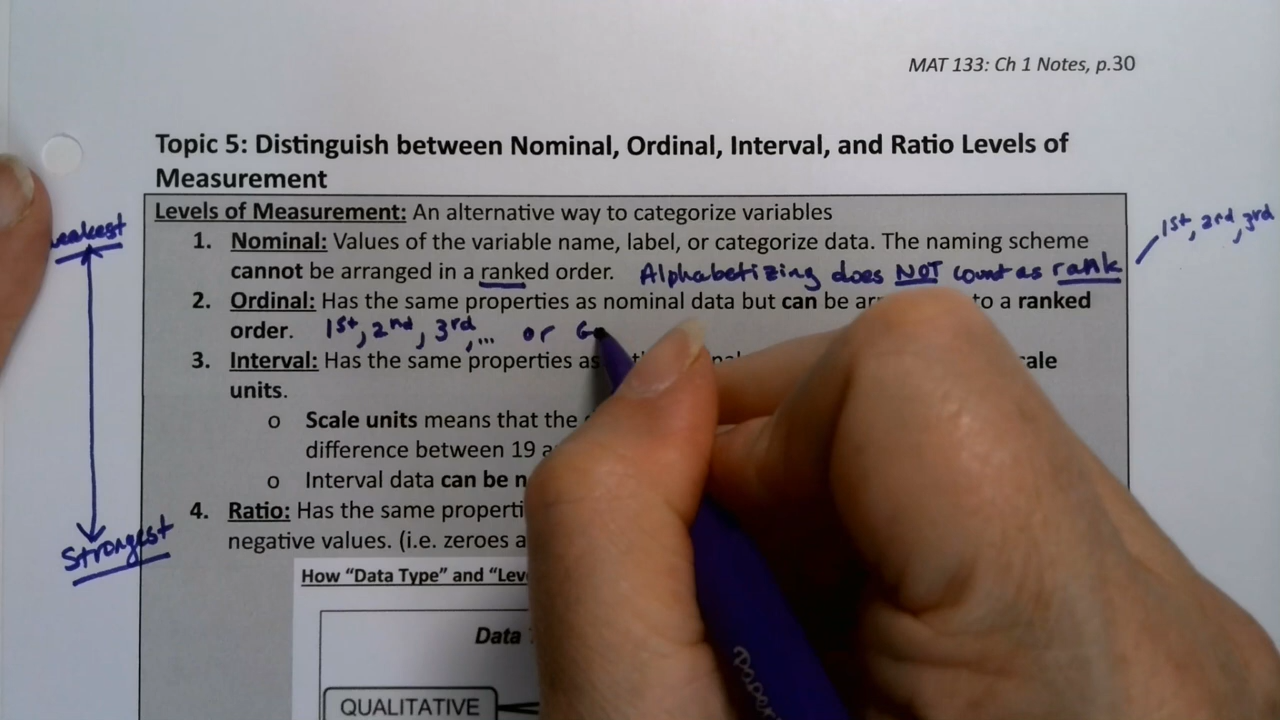 MAT 133: Ch 1 Notes, p.30
Topic 5: Distinguish between Nominal, Ordinal, Interval, and Ratio Levels of
Measurement
Levels of Measurement: An alternative way to categorize variables
1. Nominal: Values of the variable name, label, or categorize data. The naming scheme
1st, 2nd, 3rd
cannot be arranged in a ranked order. Alphabetizing does NOT count as rank
2. Ordinal: Has the same properties as nominal data but can be to a ranked
order. 1st, 2nd, 3rd, ... or
3. Interval: Has the same properties as
units.
o Scale units means that the
difference between 19
o Interval data can be
4. Ratio: Has the same
Strongest
negative values. (i.e. zeroes
How "Data Type" and
Data
QUALITATIVE